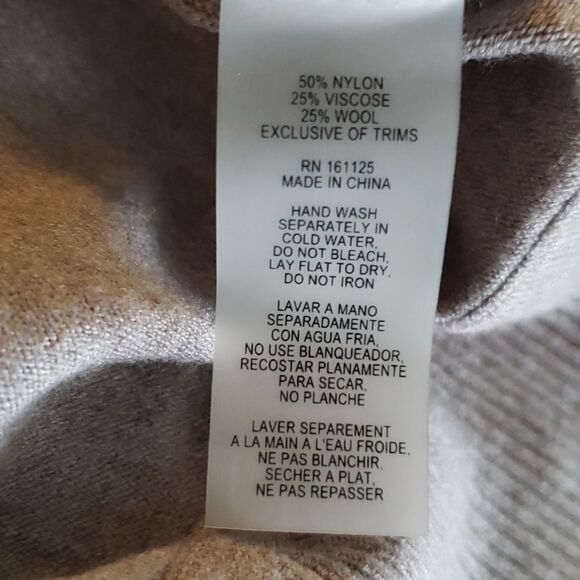 50% NYLON
25% VISCOSE
25% WOOL
EXCLUSIVE OF TRIMS
RN 161125
MADE IN CHINA
HAND WASH
SEPARATELY IN
COLD WATER,
DO NOT BLEACH,
LAY FLAT TO DRY,
DO NOT IRON
LAVAR A MANO
SEPARADAMENTE
CON AGUA FRIA,
NO USE BLANQUEADOR,
RECOSTAR PLANAMENTE
PARA SECAR,
NO PLANCHE
LAVER SEPAREMENT
A LA MAIN A L'EAU FROIDE,
NE PAS BLANCHIR,
SECHER A PLAT,
NE PAS REPASSER